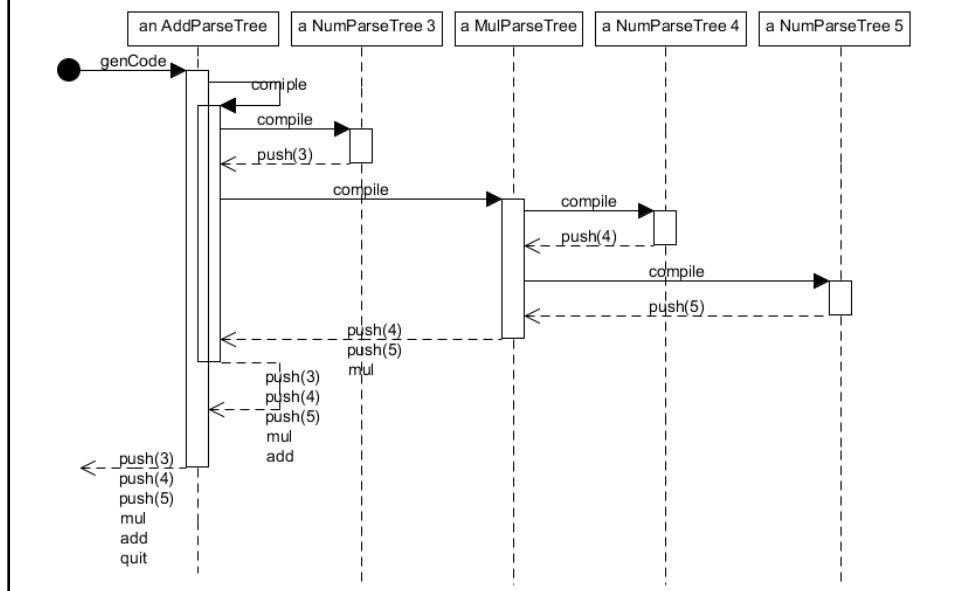 an AddParseTree
a NumParseTree 3
a MulParseTree
a NumParseTree 4
a NumParseTree 5
genCode
comiple
compile
push(3)
compile
compile
push(4)
compile
push(5)
push(4)
push(5)
mul
push(3)
push(4)
push(5)
mul
add
push(3)
push(4)
push(5)
mul
add
quit